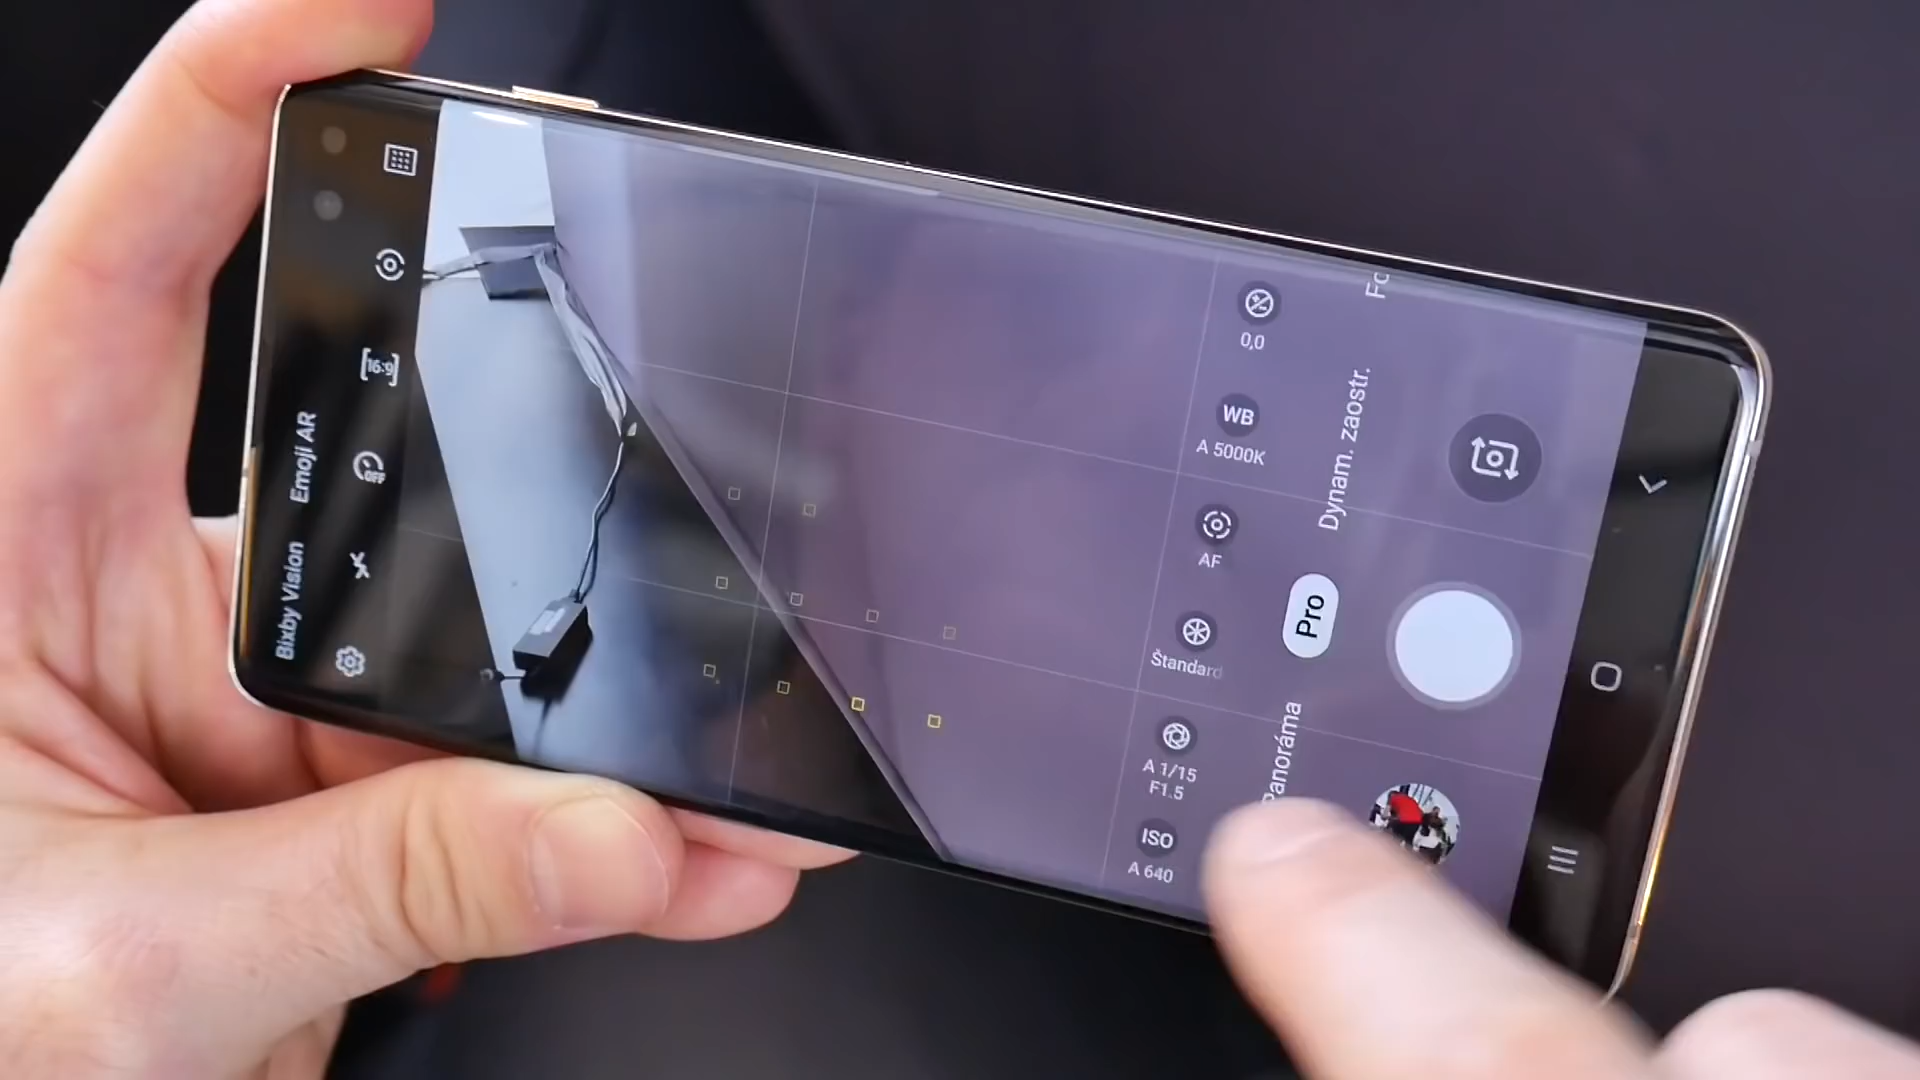 Bixby Vision
Emoji AR
16:9
OFF
0,0
WB
A 5000K
AF
Štandard
A 1/15
F1.5
ISO
A 640
Fo
Dynam. zaostr.
Pro
Panoráma